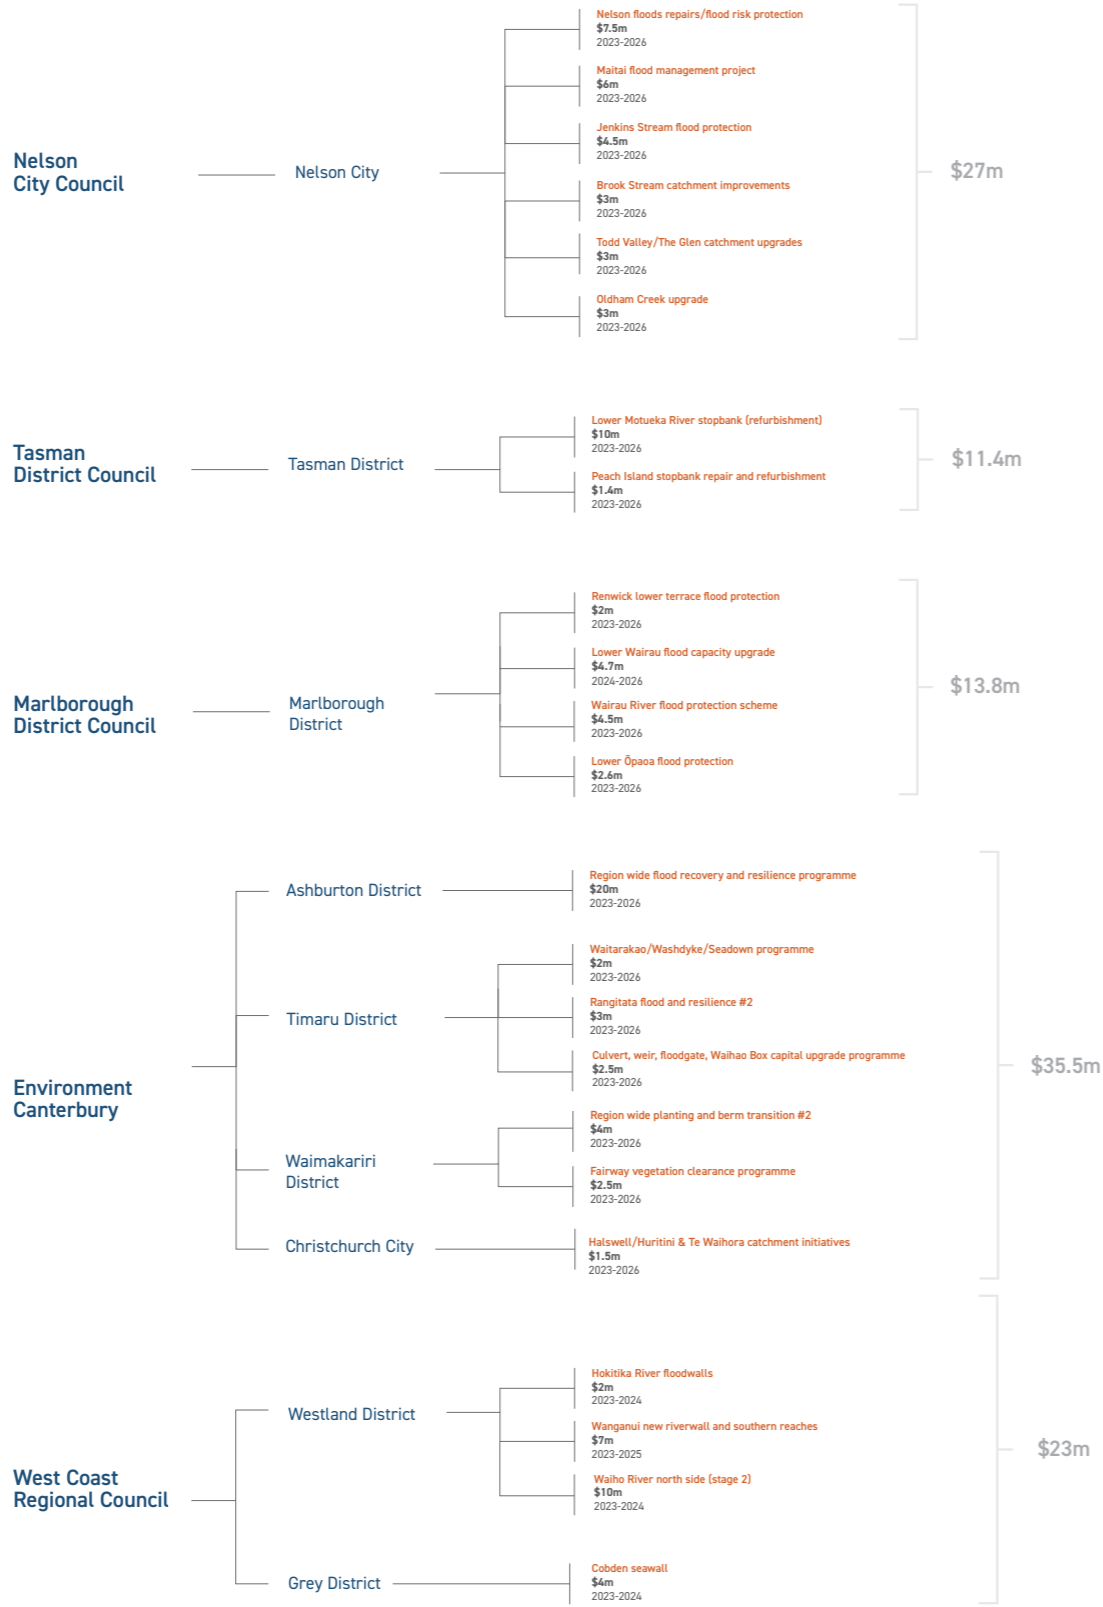 Nelson
City Council
Nelson City
Nelson floods repairs/flood risk protection
$7.5m
2023-2026
Maitai flood management project
$6m
2023-2026
Jenkins Stream flood protection
$4.5m
2023-2026
Brook Stream catchment improvements
$3m
2023-2026
Todd Valley/The Glen catchment upgrades
$3m
2023-2026
Oldham Creek upgrade
$3m
2023-2026
$27m
Tasman
District Council
Tasman District
Lower Motueka River stopbank (refurbishment)
$10m
2023-2026
Peach Island stopbank repair and refurbishment
$1.4m
2023-2026
$11.4m
Marlborough
District Council
Marlborough
District
Renwick lower terrace flood protection
$2m
2023-2026
Lower Wairau flood capacity upgrade
$4.7m
2024-2026
Wairau River flood protection scheme
$4.5m
2023-2026
Lower Ōpaoa flood protection
$2.6m
2023-2026
$13.8m
Environment
Canterbury
Ashburton District
Region wide flood recovery and resilience programme
$20m
2023-2026
Timaru District
Waitarakao/Washdyke/Seadown programme
$2m
2023-2026
Rangitata flood and resilience #2
$3m
2023-2026
Culvert, weir, floodgate, Waihao Box capital upgrade programme
$2.5m
2023-2026
Waimakariri
District
Region wide planting and berm transition #2
$4m
2023-2026
Fairway vegetation clearance programme
$2.5m
2023-2026
Christchurch City
Halswell/Huritini & Te Waihora catchment initiatives
$1.5m
2023-2026
$35.5m
West Coast
Regional Council
Westland District
Hokitika River floodwalls
$2m
2023-2024
Wanganui new riverwall and southern reaches
$7m
2023-2025
Waiho River north side (stage 2)
$10m
2023-2024
Grey District
Cobden seawall
$4m
2023-2024
$23m